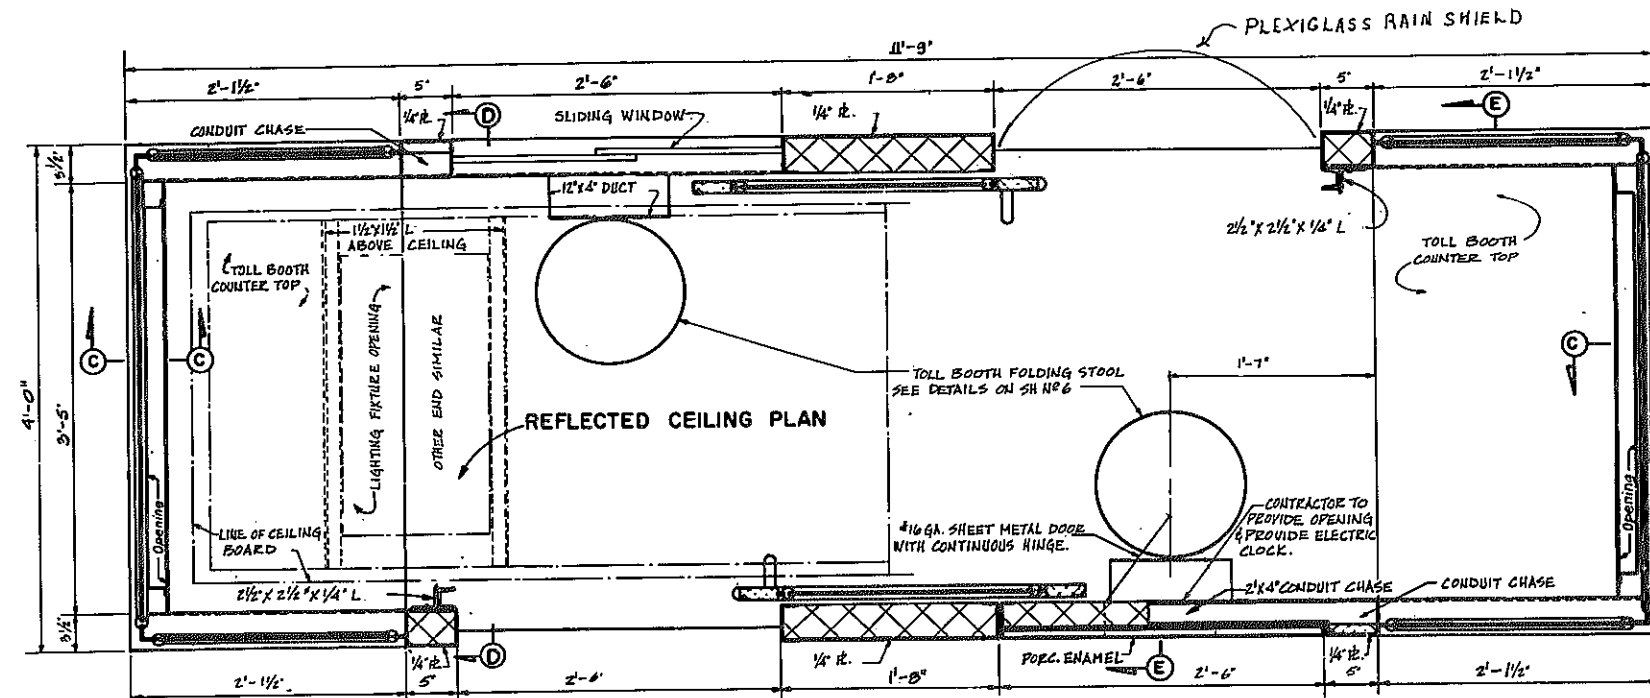 PLEXIGLASS RAIN SHIELD
11'-9"
2'-1½"
5"
2'-6"
1'-8"
2'-6"
5"
2'-1½"
¼" PL.
D
SLIDING WINDOW
¼" PL.
¼" PL.
E
CONDUIT CHASE
3½"
12"X4" DUCT
1½X1½" L
ABOVE CEILING
2½"X2½"X¼" L
TOLL BOOTH
COUNTER TOP
TOLL BOOTH
COUNTER TOP
LIGHTING FIXTURE OPENING
OTHER END SIMILAR
C
C
C
4'-0"
3'-5"
1'-7"
TOLL BOOTH FOLDING STOOL
SEE DETAILS ON SH Nº 6
REFLECTED CEILING PLAN
Opening
LINE OF CEILING
BOARD
#16 GA. SHEET METAL DOOR
WITH CONTINUOUS HINGE.
CONTRACTOR TO
PROVIDE OPENING
& PROVIDE ELECTRIC
CLOCK.
Opening
2½"X2½"X¼" L.
2"X4" CONDUIT CHASE
CONDUIT CHASE
3½"
¼" PL.
D
¼" PL.
PORC. ENAMEL
E
¼" PL.
2'-1½"
5"
2'-6"
1'-8"
2'-6"
5"
2'-1½"